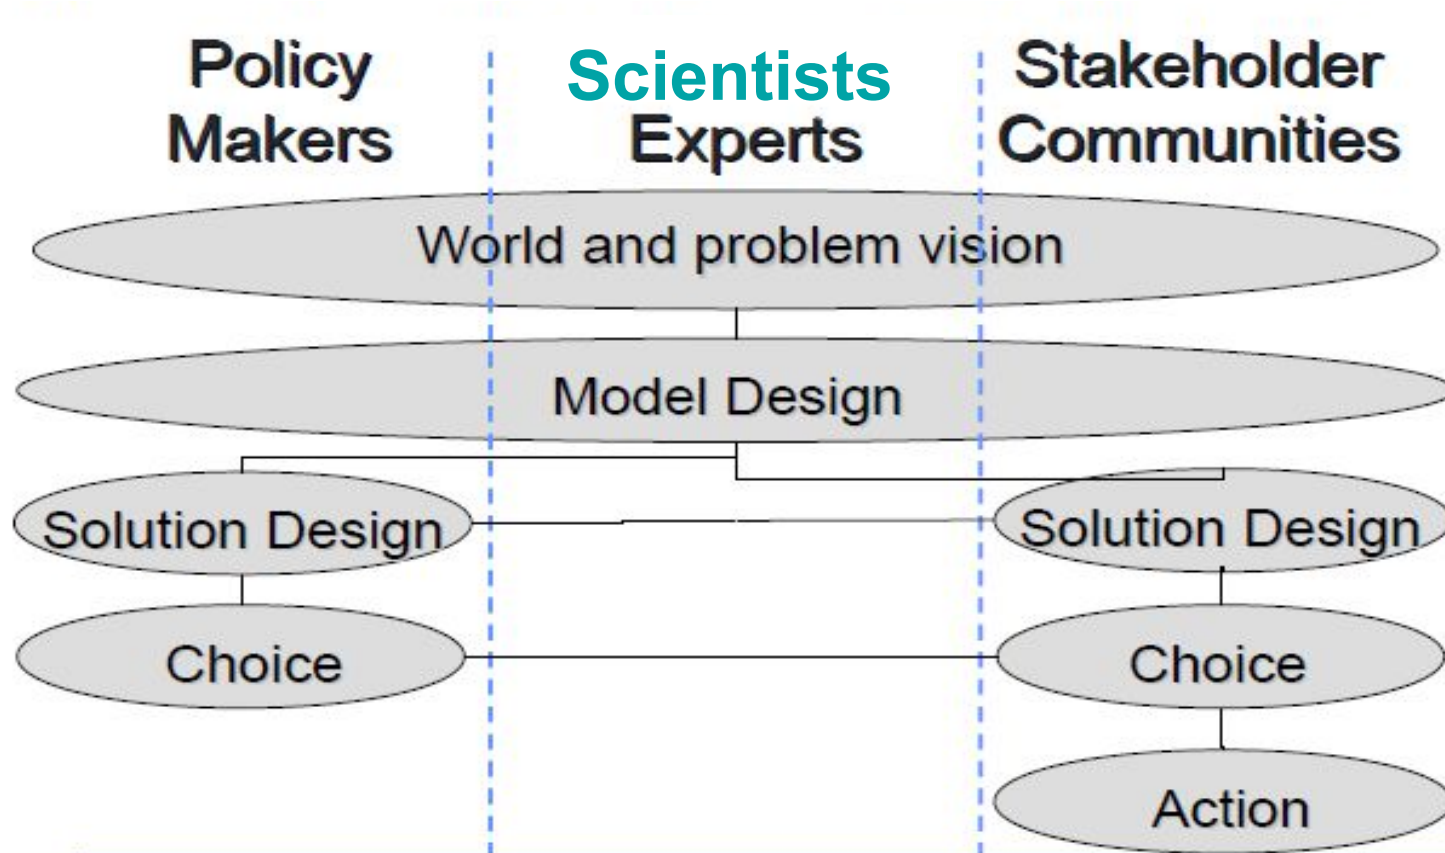 Policy
Makers
Scientists
Experts
Stakeholder
Communities
World and problem vision
Model Design
Solution Design
Solution Design
Choice
Choice
Action